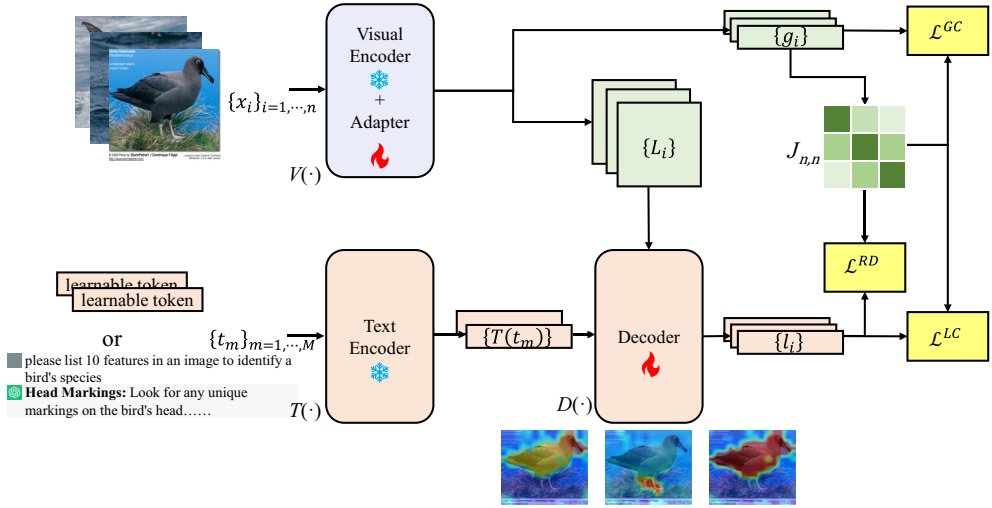 Visual
Encoder
+
Adapter
V(·)
{x_i}_{i=1,⋯,n}
{g_i}
ℒ^{GC}
{L_i}
J_{n,n}
ℒ^{RD}
learnable token
learnable token
or
{t_m}_{m=1,⋯,M}
please list 10 features in an image to identify a
bird's species
Head Markings: Look for any unique
markings on the bird's head……
Text
Encoder
T(·)
{T(t_m)}
Decoder
D(·)
{l_i}
ℒ^{LC}